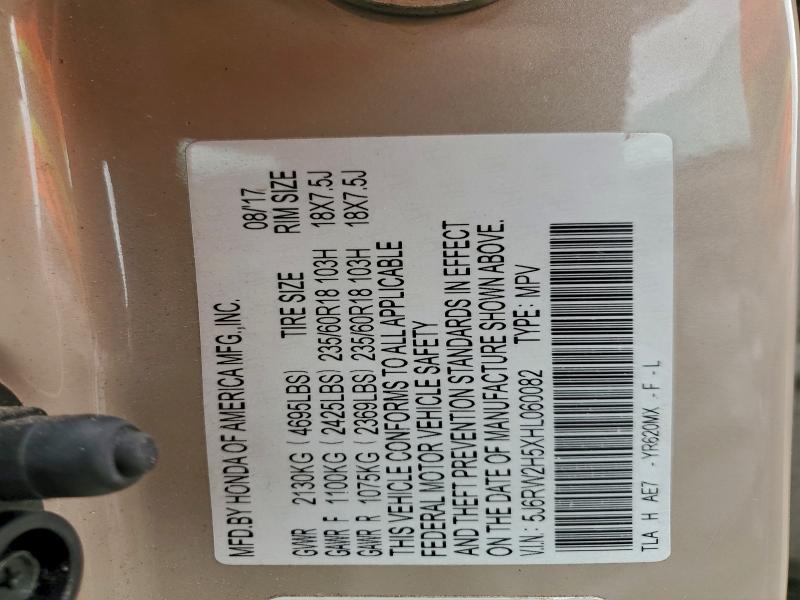 MFD.BY HONDA OF AMERICA MFG.,INC.
08/'17
GVWR 2130KG ( 4695LBS) TIRE SIZE RIM SIZE
GAWR F 1100KG ( 2425LBS) 235/60R18 103H 18X7.5J
GAWR R 1075KG ( 2369LBS) 235/60R18 103H 18X7.5J
THIS VEHICLE CONFORMS TO ALL APPLICABLE
FEDERAL MOTOR VEHICLE SAFETY
AND THEFT PREVENTION STANDARDS IN EFFECT
ON THE DATE OF MANUFACTURE SHOWN ABOVE.
V.I.N: 5J6RW2H5XHL060082 TYPE: MPV
TLA H AE7 -YR620MX - F - L